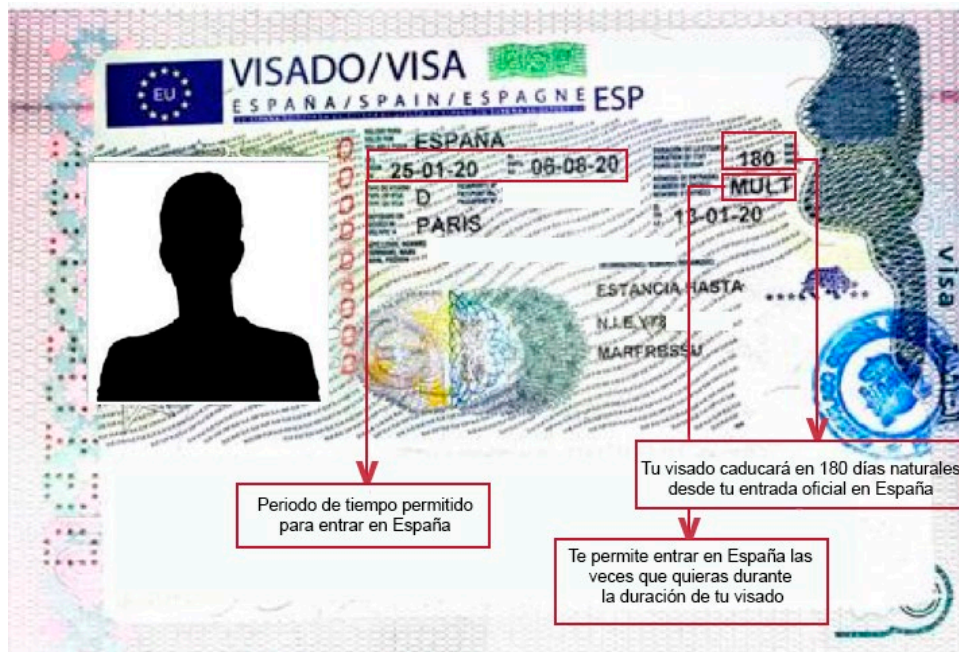 VISADO/VISA
EU
ESPAÑA/SPAIN/ESPAGNE ESP
ESPAÑA
25-01-20 06-08-20 180
D MULT
PARIS 13-01-20
ESTANCIA HASTA
N.I.E.Y78
MARFRESSU
visa
Tu visado caducará en 180 días naturales
desde tu entrada oficial en España
Periodo de tiempo permitido
para entrar en España
Te permite entrar en España las
veces que quieras durante
la duración de tu visado